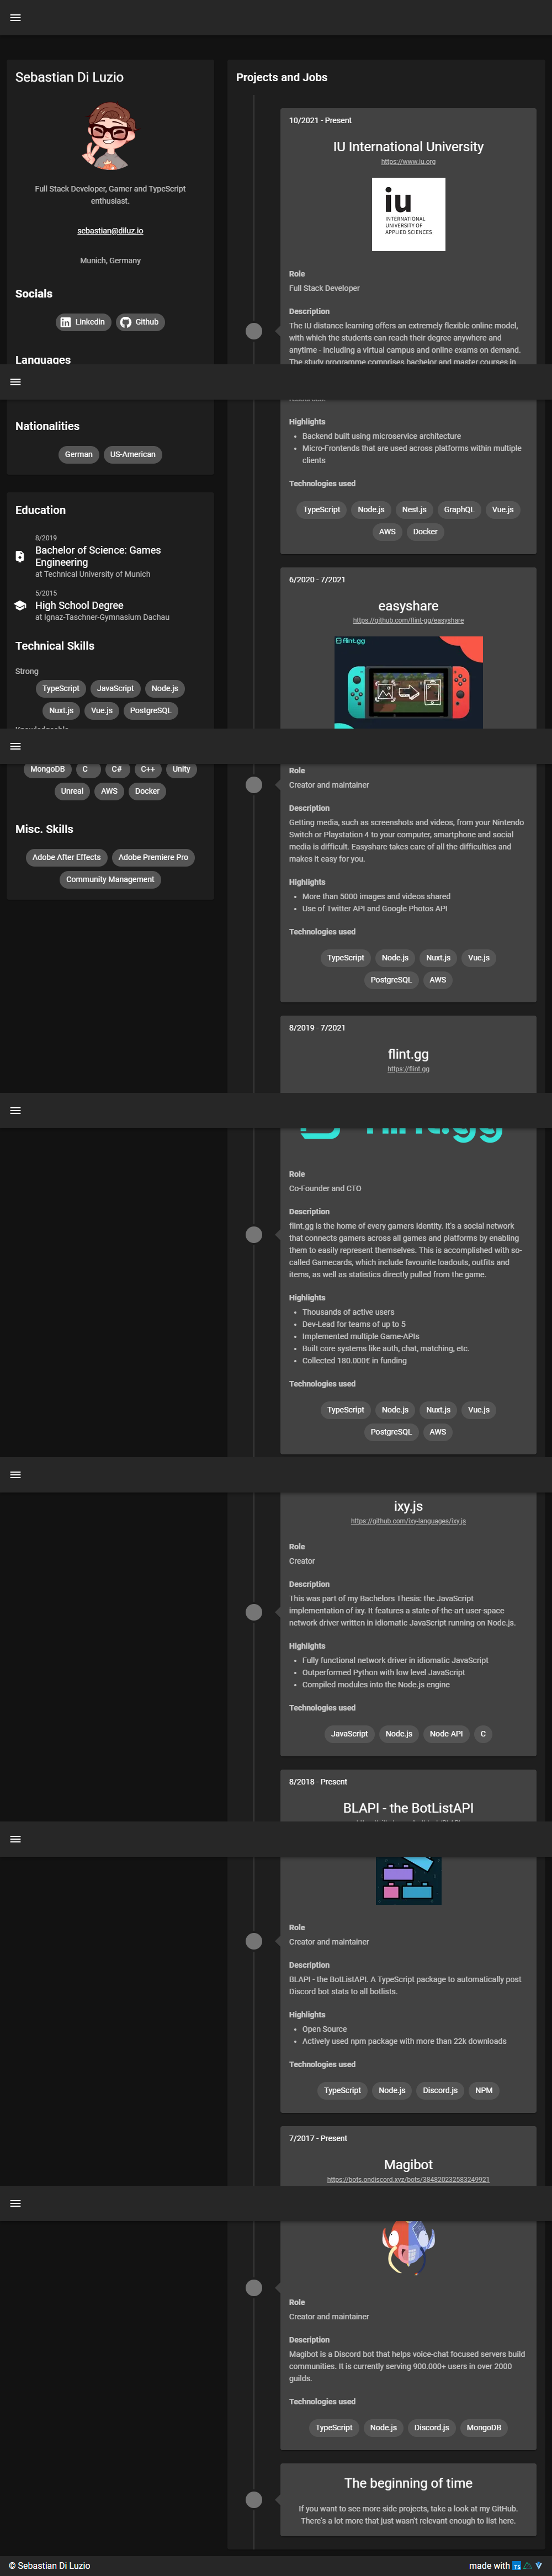 Sebastian Di Luzio
Full Stack Developer, Gamer and TypeScript
enthusiast.
sebastian@diluz.io
Munich, Germany
Socials
Linkedin
Github
Languages
Nationalities
German
US-American
Education
8/2019
Bachelor of Science: Games
Engineering
at Technical University of Munich
5/2015
High School Degree
at Ignaz-Taschner-Gymnasium Dachau
Technical Skills
Strong
TypeScript
JavaScript
Node.js
Nuxt.js
Vue.js
PostgreSQL
MongoDB
C
C#
C++
Unity
Unreal
AWS
Docker
Misc. Skills
Adobe After Effects
Adobe Premiere Pro
Community Management
Projects and Jobs
10/2021 - Present
IU International University
https://www.iu.org
iu
INTERNATIONAL
UNIVERSITY OF
APPLIED SCIENCES
Role
Full Stack Developer
Description
The IU distance learning offers an extremely flexible online model,
with which the students can reach their degree anywhere and
anytime - including a virtual campus and online exams on demand.
The study programme comprises bachelor and master courses in
Highlights
• Backend built using microservice architecture
• Micro-Frontends that are used across platforms within multiple
clients
Technologies used
TypeScript
Node.js
Nest.js
GraphQL
Vue.js
AWS
Docker
6/2020 - 7/2021
easyshare
https://github.com/flint-gg/easyshare
flint.gg
Role
Creator and maintainer
Description
Getting media, such as screenshots and videos, from your Nintendo
Switch or Playstation 4 to your computer, smartphone and social
media is difficult. Easyshare takes care of all the difficulties and
makes it easy for you.
Highlights
• More than 5000 images and videos shared
• Use of Twitter API and Google Photos API
Technologies used
TypeScript
Node.js
Nuxt.js
Vue.js
PostgreSQL
AWS
8/2019 - 7/2021
flint.gg
https://flint.gg
Role
Co-Founder and CTO
Description
flint.gg is the home of every gamers identity. It's a social network
that connects gamers across all games and platforms by enabling
them to easily represent themselves. This is accomplished with so-
called Gamecards, which include favourite loadouts, outfits and
items, as well as statistics directly pulled from the game.
Highlights
• Thousands of active users
• Dev-Lead for teams of up to 5
• Implemented multiple Game-APIs
• Built core systems like auth, chat, matching, etc.
• Collected 180.000€ in funding
Technologies used
TypeScript
Node.js
Nuxt.js
Vue.js
PostgreSQL
AWS
ixy.js
https://github.com/ixy-languages/ixy.js
Role
Creator
Description
This was part of my Bachelors Thesis: the JavaScript
implementation of ixy. It features a state-of-the-art user-space
network driver written in idiomatic JavaScript running on Node.js.
Highlights
• Fully functional network driver in idiomatic JavaScript
• Outperformed Python with low level JavaScript
• Compiled modules into the Node.js engine
Technologies used
JavaScript
Node.js
Node-API
C
8/2018 - Present
BLAPI - the BotListAPI
Role
Creator and maintainer
Description
BLAPI - the BotListAPI. A TypeScript package to automatically post
Discord bot stats to all botlists.
Highlights
• Open Source
• Actively used npm package with more than 22k downloads
Technologies used
TypeScript
Node.js
Discord.js
NPM
7/2017 - Present
Magibot
https://bots.ondiscord.xyz/bots/384820232583249921
Role
Creator and maintainer
Description
Magibot is a Discord bot that helps voice-chat focused servers build
communities. It is currently serving 900.000+ users in over 2000
guilds.
Technologies used
TypeScript
Node.js
Discord.js
MongoDB
The beginning of time
If you want to see more side projects, take a look at my GitHub.
There's a lot more that just wasn't relevant enough to list here.
© Sebastian Di Luzio
made with TS